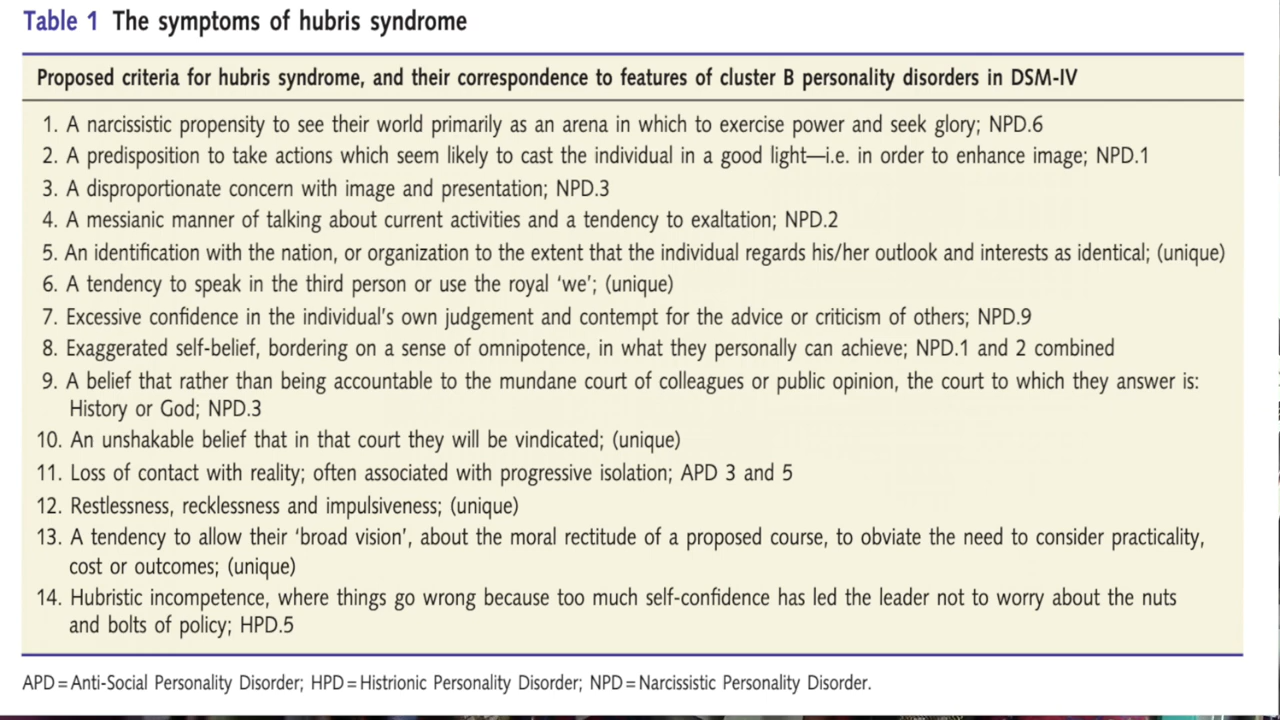 Table 1 The symptoms of hubris syndrome
Proposed criteria for hubris syndrome, and their correspondence to features of cluster B personality disorders in DSM-IV
1. A narcissistic propensity to see their world primarily as an arena in which to exercise power and seek glory; NPD.6
2. A predisposition to take actions which seem likely to cast the individual in a good light—i.e. in order to enhance image; NPD.1
3. A disproportionate concern with image and presentation; NPD.3
4. A messianic manner of talking about current activities and a tendency to exaltation; NPD.2
5. An identification with the nation, or organization to the extent that the individual regards his/her outlook and interests as identical; (unique)
6. A tendency to speak in the third person or use the royal ‘we’; (unique)
7. Excessive confidence in the individual’s own judgement and contempt for the advice or criticism of others; NPD.9
8. Exaggerated self-belief, bordering on a sense of omnipotence, in what they personally can achieve; NPD.1 and 2 combined
9. A belief that rather than being accountable to the mundane court of colleagues or public opinion, the court to which they answer is:
History or God; NPD.3
10. An unshakable belief that in that court they will be vindicated; (unique)
11. Loss of contact with reality; often associated with progressive isolation; APD 3 and 5
12. Restlessness, recklessness and impulsiveness; (unique)
13. A tendency to allow their ‘broad vision’, about the moral rectitude of a proposed course, to obviate the need to consider practicality,
cost or outcomes; (unique)
14. Hubristic incompetence, where things go wrong because too much self-confidence has led the leader not to worry about the nuts
and bolts of policy; HPD.5
APD=Anti-Social Personality Disorder; HPD=Histrionic Personality Disorder; NPD=Narcissistic Personality Disorder.